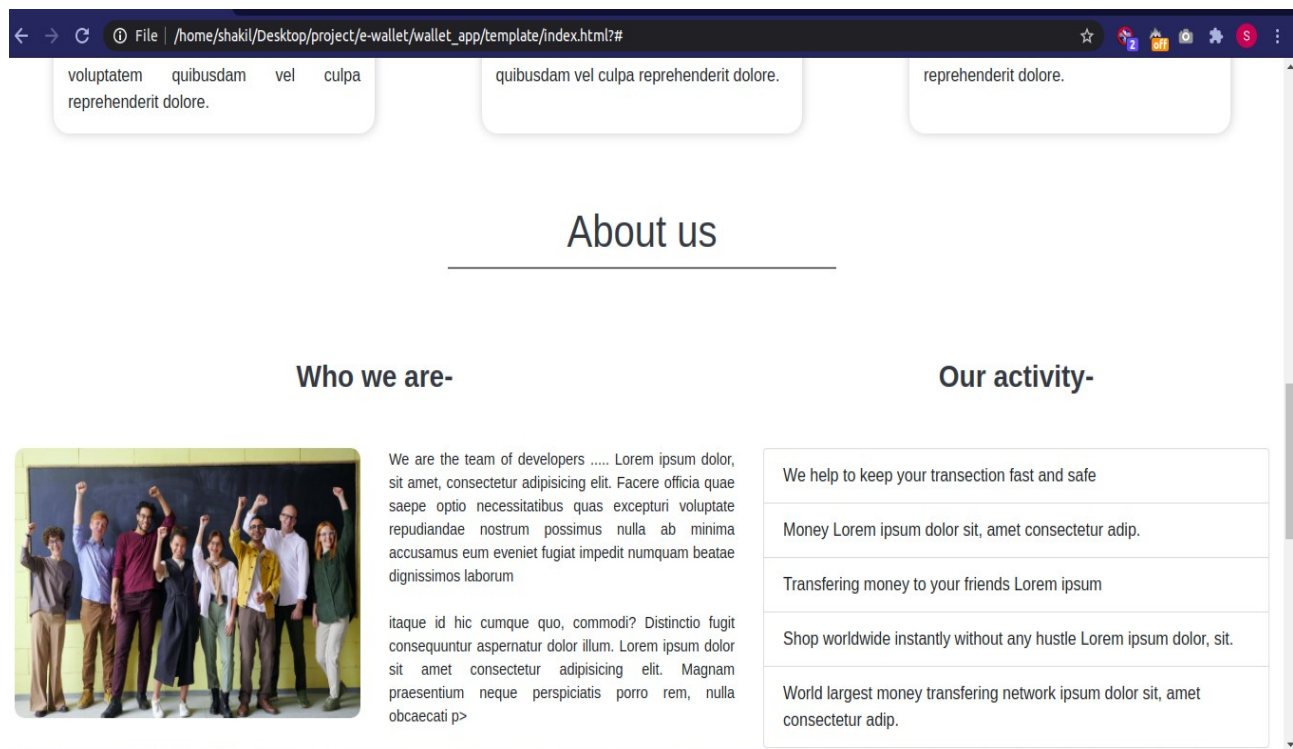 File | /home/shakil/Desktop/project/e-wallet/wallet_app/template/index.html?#
2
off
S
voluptatem quibusdam vel culpa
reprehenderit dolore.
quibusdam vel culpa reprehenderit dolore.
reprehenderit dolore.
About us
Who we are-
We are the team of developers ..... Lorem ipsum dolor,
sit amet, consectetur adipisicing elit. Facere officia quae
saepe optio necessitatibus quas excepturi voluptate
repudiandae nostrum possimus nulla ab minima
accusamus eum eveniet fugiat impedit numquam beatae
dignissimos laborum
itaque id hic cumque quo, commodi? Distinctio fugit
consequuntur aspernatur dolor illum. Lorem ipsum dolor
sit amet consectetur adipisicing elit. Magnam
praesentium neque perspiciatis porro rem, nulla
obcaecati p>
Our activity-
We help to keep your transection fast and safe
Money Lorem ipsum dolor sit, amet consectetur adip.
Transfering money to your friends Lorem ipsum
Shop worldwide instantly without any hustle Lorem ipsum dolor, sit.
World largest money transfering network ipsum dolor sit, amet
consectetur adip.